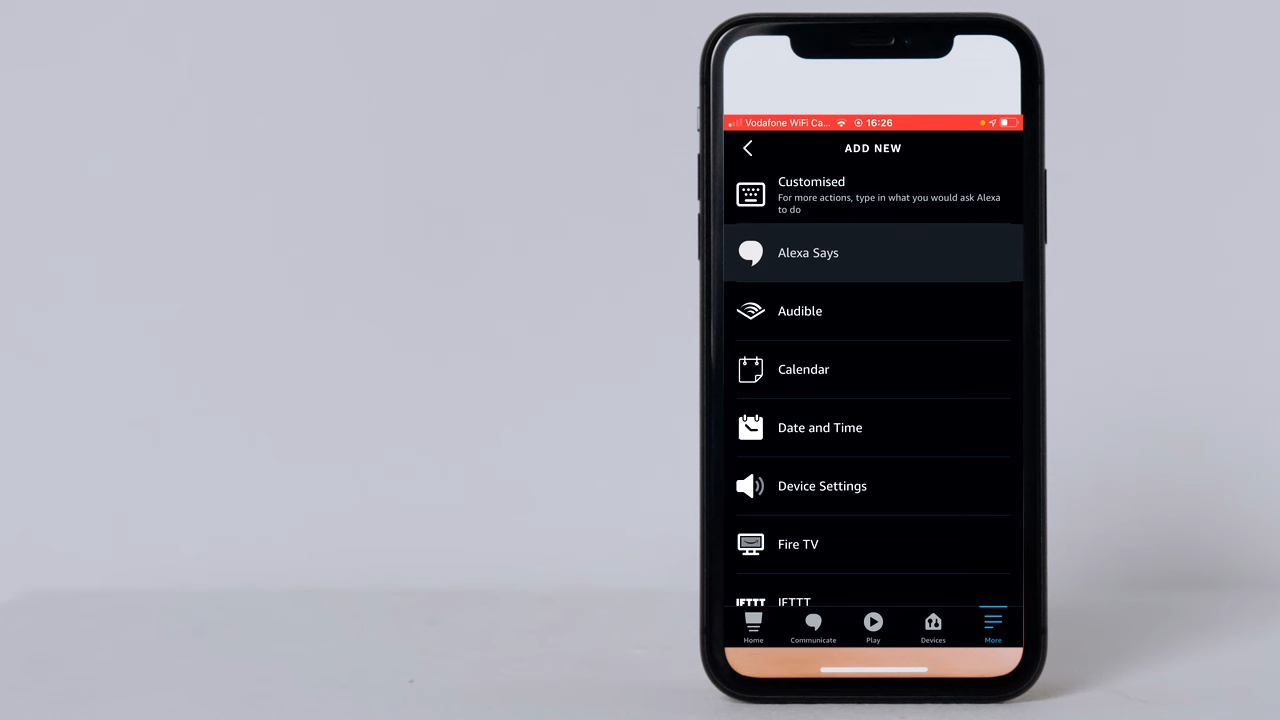 Vodafone WiFi Ca... 16:26
ADD NEW
Customised
For more actions, type in what you would ask Alexa
to do
Alexa Says
Audible
Calendar
Date and Time
Device Settings
Fire TV
IFTTT IFTTT
Home Communicate Play Devices More